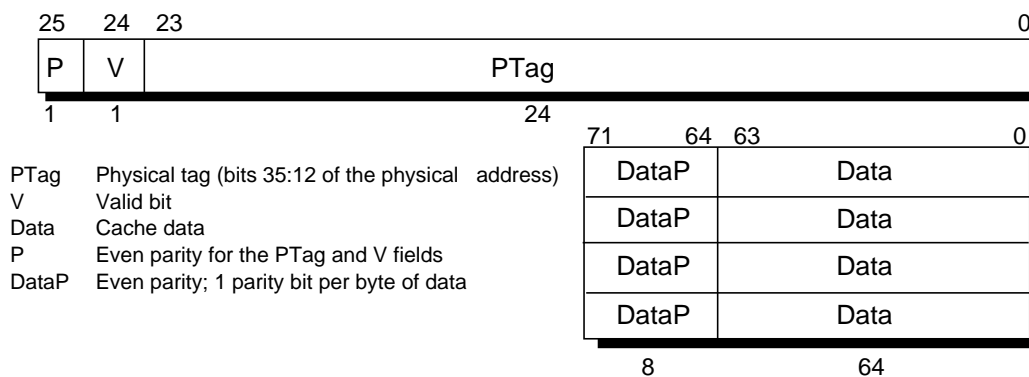 25 24 23 0
P V PTag
1 1 24
71 64 63 0
DataP Data
DataP Data
DataP Data
DataP Data
8 64
PTag Physical tag (bits 35:12 of the physical address)
V Valid bit
Data Cache data
P Even parity for the PTag and V fields
DataP Even parity; 1 parity bit per byte of data